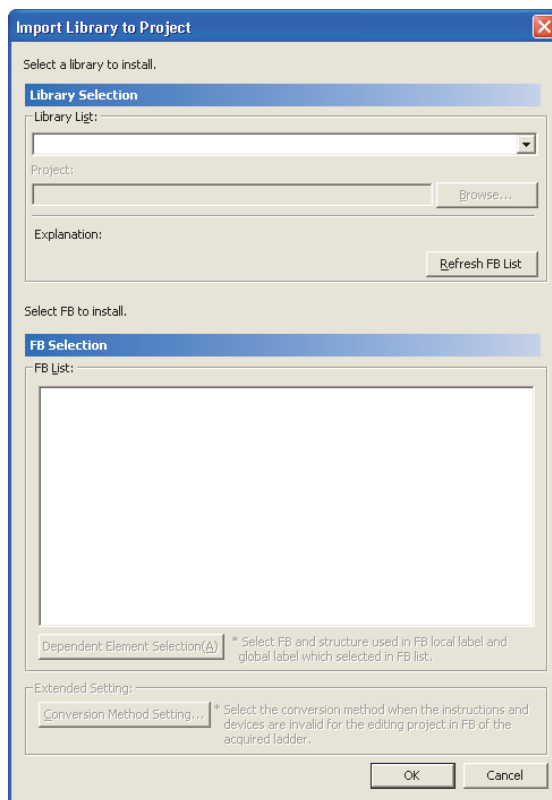 Import Library to Project
Select a library to install.
Library Selection
Library List:
Project:
Browse...
Explanation:
Refresh FB List
Select FB to install.
FB Selection
FB List:
Dependent Element Selection(A)
* Select FB and structure used in FB local label and
global label which selected in FB list.
Extended Setting:
Conversion Method Setting...
* Select the conversion method when the instructions and
devices are invalid for the editing project in FB of the
acquired ladder.
OK
Cancel